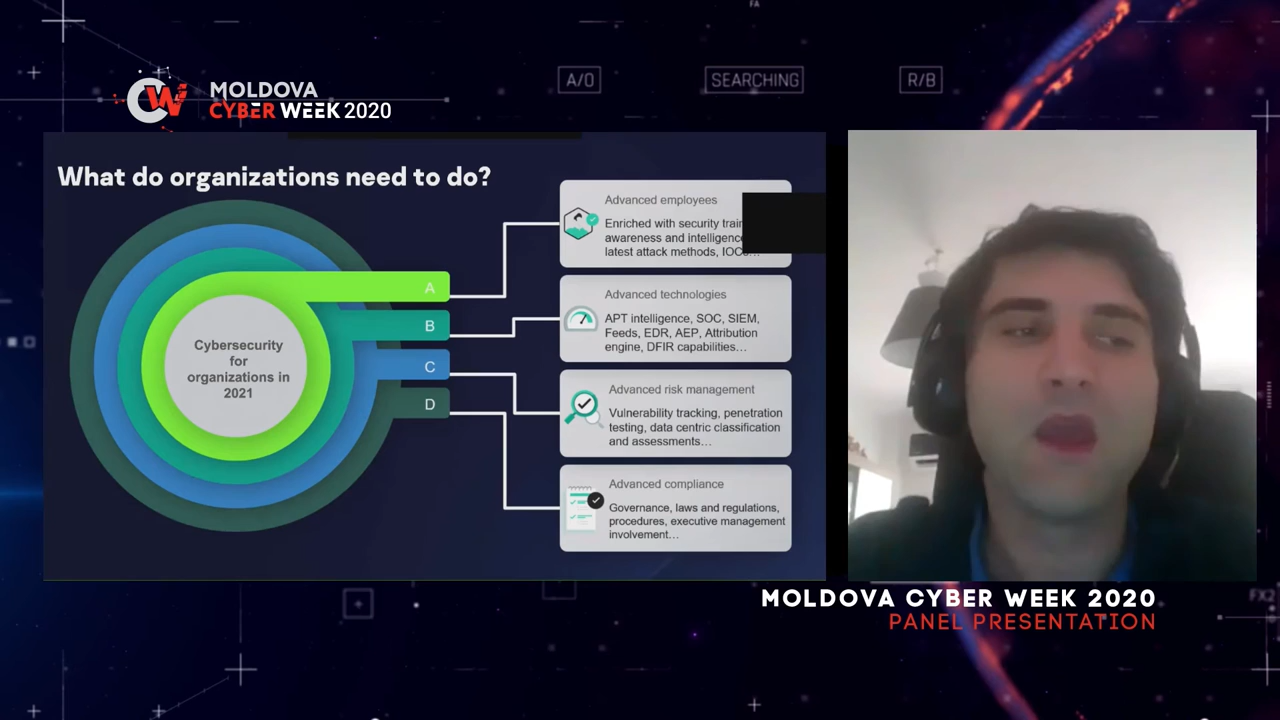 FA
A/0
SEARCHING
R/B
MOLDOVA
CYBER WEEK 2020
What do organizations need to do?
Cybersecurity
for
organizations in
2021
A
B
C
D
Advanced employees
Enriched with security
awareness and intelligence
latest attack methods, IOCs…
Advanced technologies
APT intelligence, SOC, SIEM,
Feeds, EDR, AEP, Attribution
engine, DFIR capabilities…
Advanced risk management
Vulnerability tracking, penetration
testing, data centric classification
and assessments…
Advanced compliance
Governance, laws and regulations,
procedures, executive management
involvement…
MOLDOVA CYBER WEEK 2020
PANEL PRESENTATION
FX2